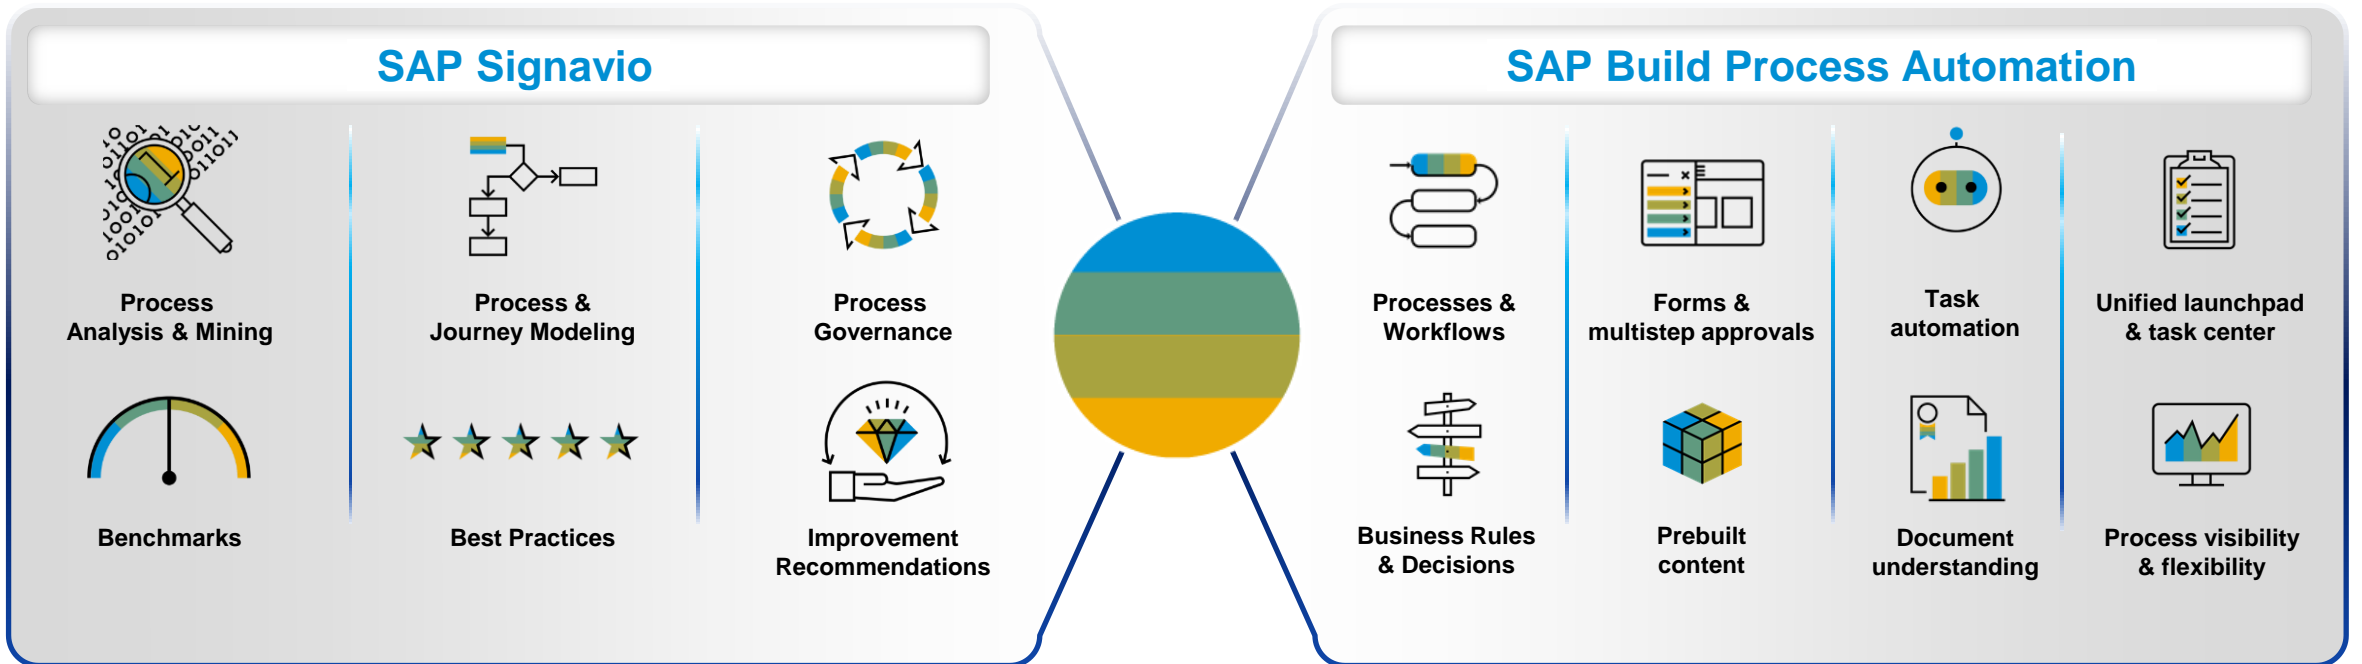 SAP Signavio
Process
Analysis & Mining
Process &
Journey Modeling
Process
Governance
Benchmarks
Best Practices
Improvement
Recommendations
SAP Build Process Automation
Processes &
Workflows
Forms &
multistep approvals
Task
automation
Unified launchpad
& task center
Business Rules
& Decisions
Prebuilt
content
Document
understanding
Process visibility
& flexibility